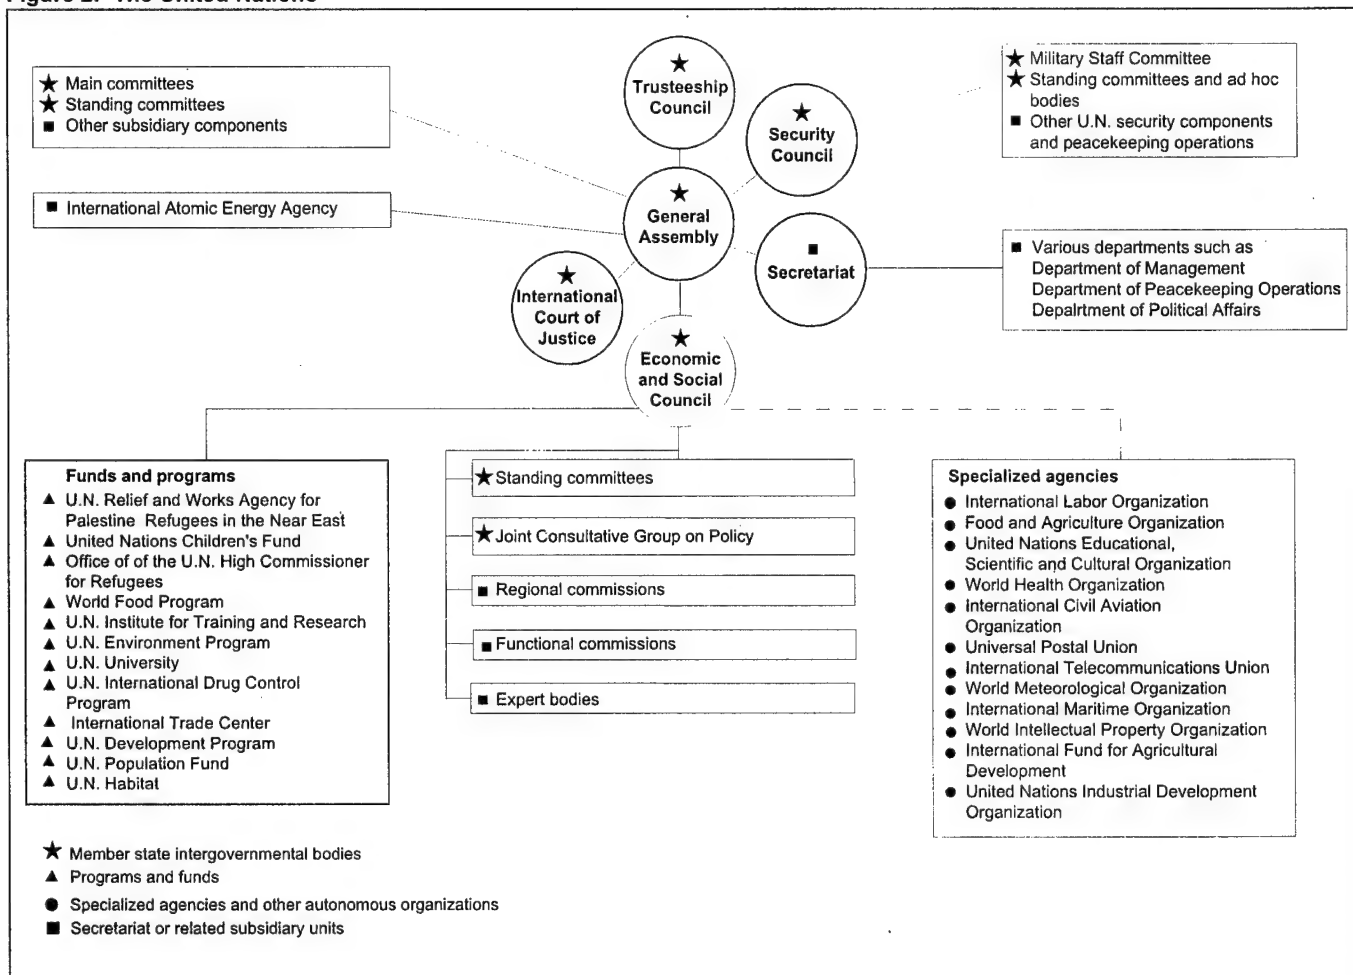 Figure 2: The United Nations
★ Main committees
★ Standing committees
■ Other subsidiary components
■ International Atomic Energy Agency
★
Trusteeship
Council
★
Security
Council
★
General
Assembly
■
Secretariat
★
International
Court of
Justice
★
Economic
and Social
Council
★ Military Staff Committee
★ Standing committees and ad hoc
bodies
■ Other U.N. security components
and peacekeeping operations
■ Various departments such as
Department of Management
Department of Peacekeeping Operations
Depalrtment of Political Affairs
Funds and programs
▲ U.N. Relief and Works Agency for
Palestine Refugees in the Near East
▲ United Nations Children's Fund
▲ Office of of the U.N. High Commissioner
for Refugees
▲ World Food Program
▲ U.N. Institute for Training and Research
▲ U.N. Environment Program
▲ U.N. University
▲ U.N. International Drug Control
Program
▲ International Trade Center
▲ U.N. Development Program
▲ U.N. Population Fund
▲ U.N. Habitat
★ Standing committees
★ Joint Consultative Group on Policy
■ Regional commissions
■ Functional commissions
■ Expert bodies
Specialized agencies
● International Labor Organization
● Food and Agriculture Organization
● United Nations Educational,
Scientific and Cultural Organization
● World Health Organization
● International Civil Aviation
Organization
● Universal Postal Union
● International Telecommunications Union
● World Meteorological Organization
● International Maritime Organization
● World Intellectual Property Organization
● International Fund for Agricultural
Development
● United Nations Industrial Development
Organization
★ Member state intergovernmental bodies
▲ Programs and funds
● Specialized agencies and other autonomous organizations
■ Secretariat or related subsidiary units